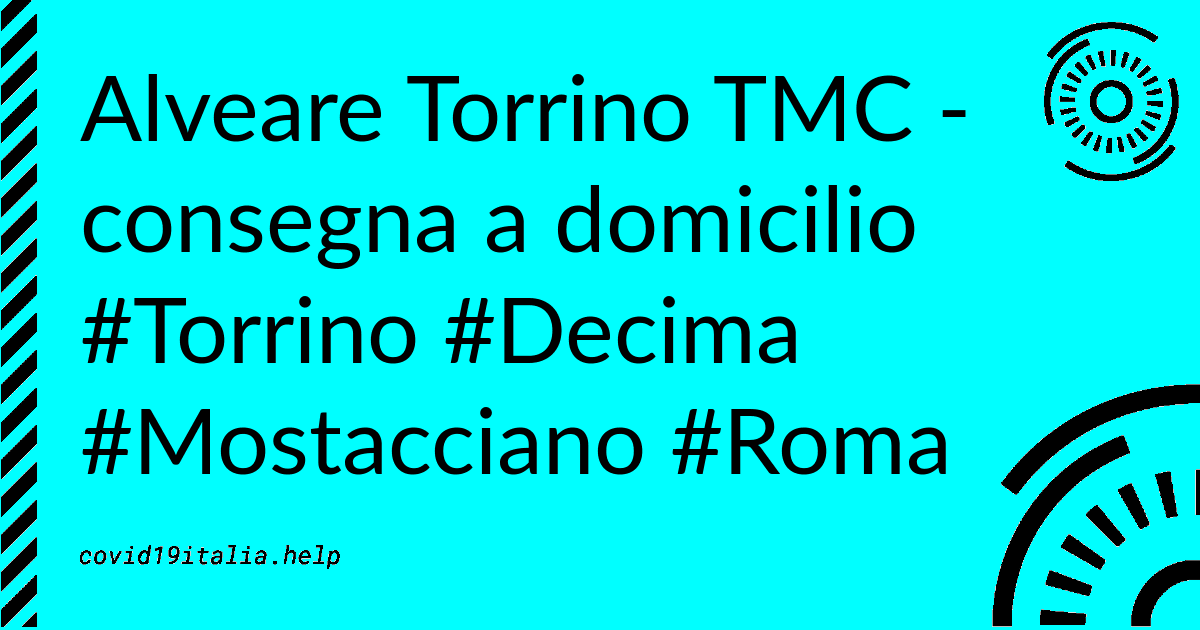 Alveare Torrino TMC -
consegna a domicilio
#Torrino #Decima
#Mostacciano #Roma
covid19italia.help